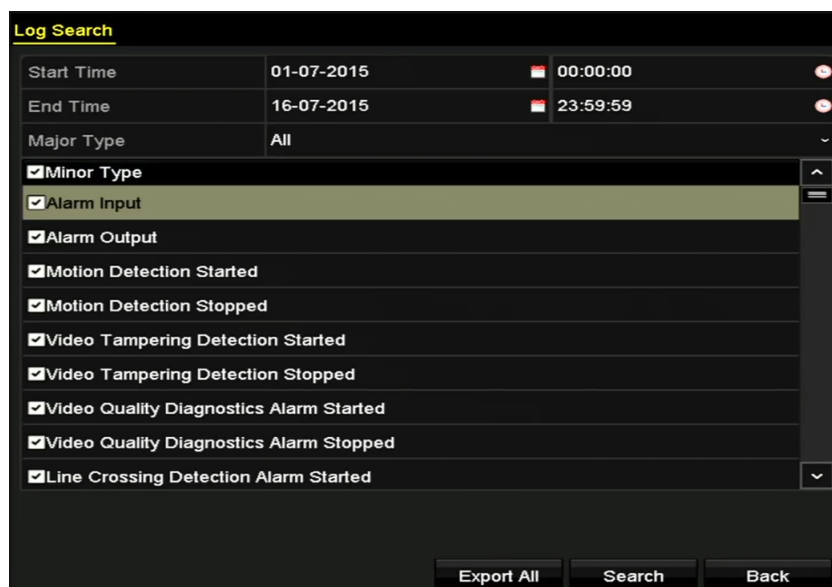 Log Search
Start Time 01-07-2015 00:00:00
End Time 16-07-2015 23:59:59
Major Type All
Minor Type
Alarm Input
Alarm Output
Motion Detection Started
Motion Detection Stopped
Video Tampering Detection Started
Video Tampering Detection Stopped
Video Quality Diagnostics Alarm Started
Video Quality Diagnostics Alarm Stopped
Line Crossing Detection Alarm Started
Export All Search Back